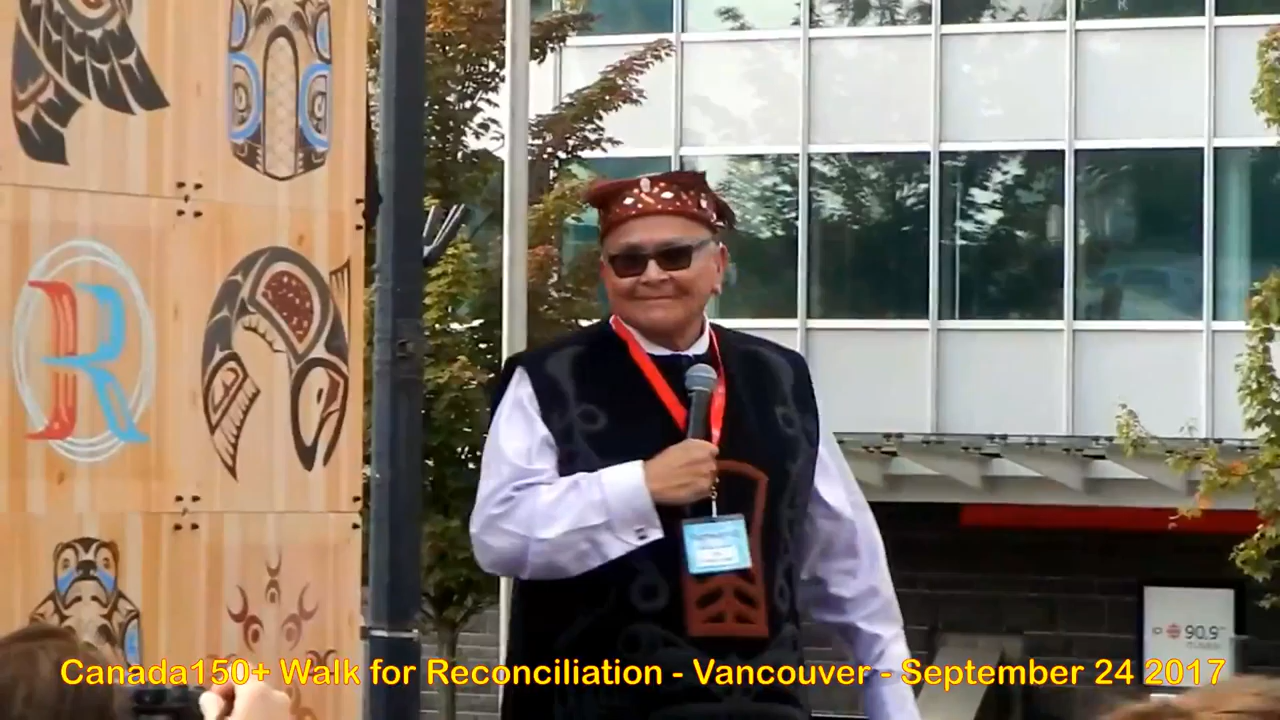 R
90.9
Canada150+ Walk for Reconciliation - Vancouver - September 24 2017